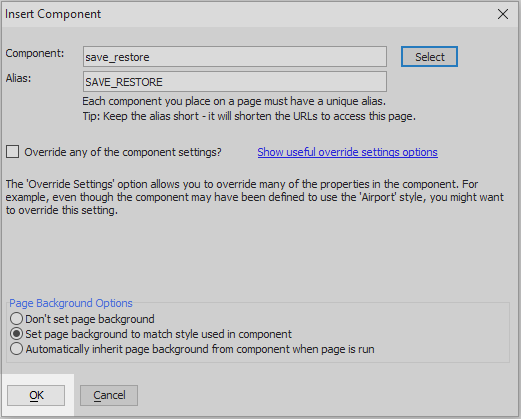 Insert Component
Component: save_restore Select
Alias: SAVE_RESTORE
Each component you place on a page must have a unique alias.
Tip: Keep the alias short - it will shorten the URLs to access this page.
Override any of the component settings? Show useful override settings options
The 'Override Settings' option allows you to override many of the properties in the component. For
example, even though the component may have been defined to use the 'Airport' style, you might want
to override this setting.
Page Background Options
Don't set page background
Set page background to match style used in component
Automatically inherit page background from component when page is run
OK Cancel